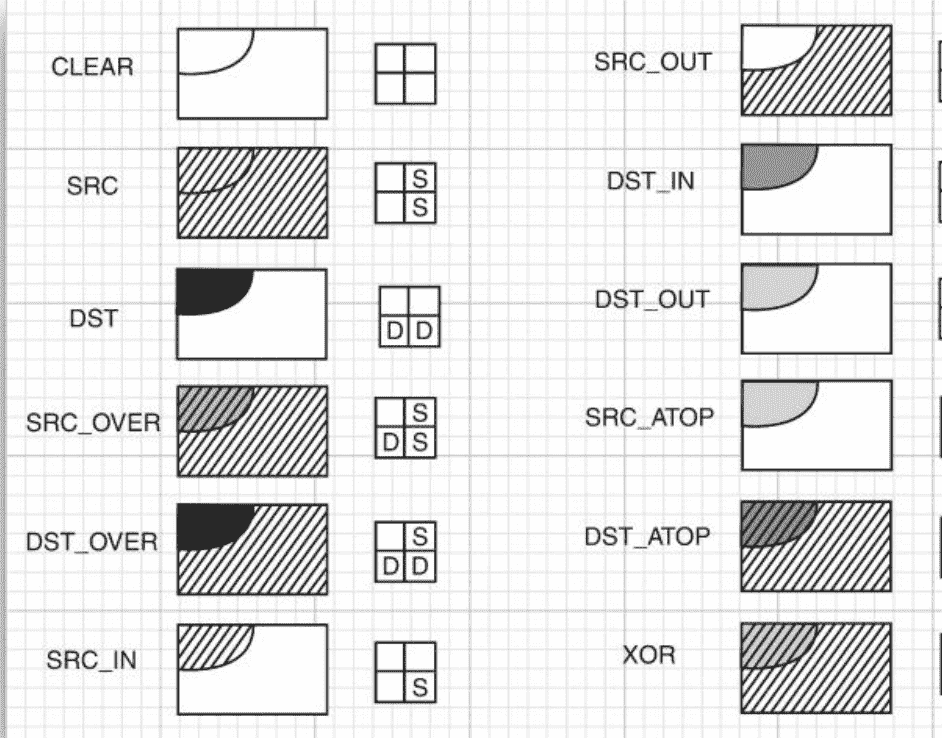 CLEAR
SRC
S
S
DST
D D
SRC_OVER
S
D S
DST_OVER
S
D D
SRC_IN
S
SRC_OUT
DST_IN
DST_OUT
SRC_ATOP
DST_ATOP
XOR